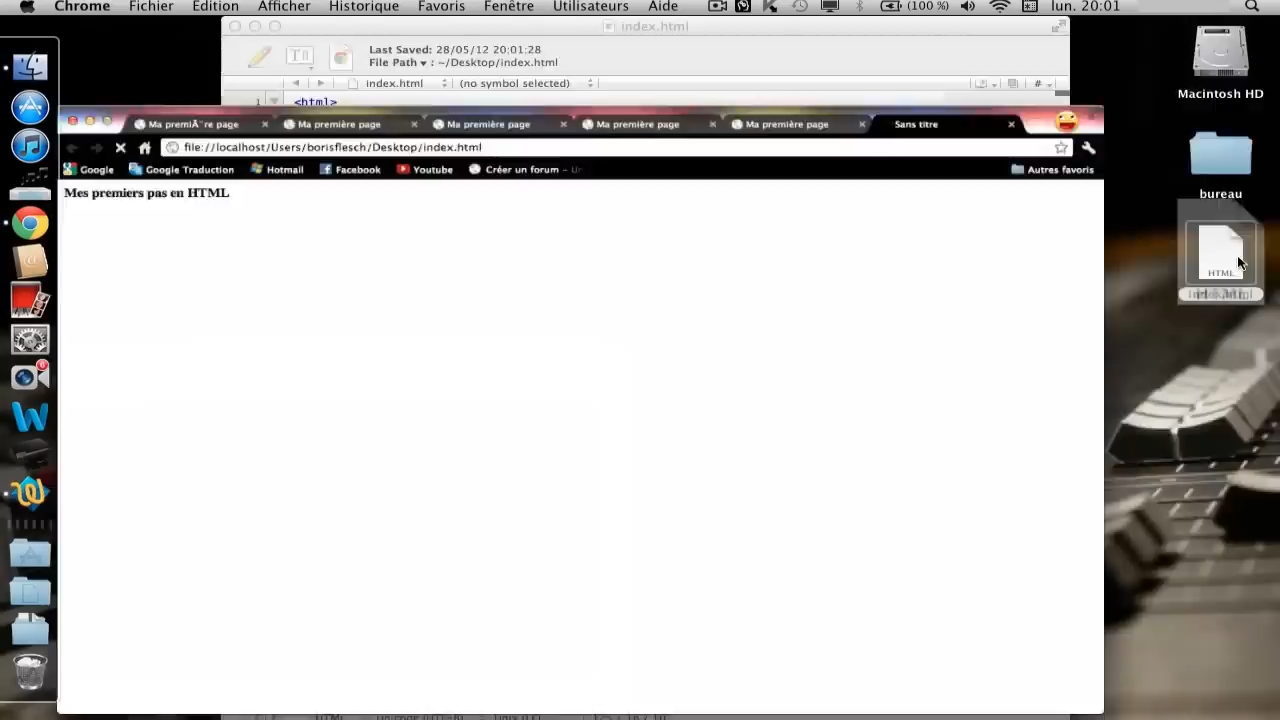 Chrome Fichier Edition Afficher Historique Favoris Fenêtre Utilisateurs Aide (100 %) lun. 20:01
index.html
Last Saved: 28/05/12 20:01:28
File Path ▾ : ~/Desktop/index.html
index.html (no symbol selected) #
1 <html>
Ma premiÃ¨re page Ma première page Ma première page Ma première page Ma première page Sans titre
file://localhost/Users/borisflesch/Desktop/index.html
Google Google Traduction Hotmail Facebook Youtube Créer un forum – Autres favoris
Mes premiers pas en HTML
Macintosh HD
bureau
HTML
index.html